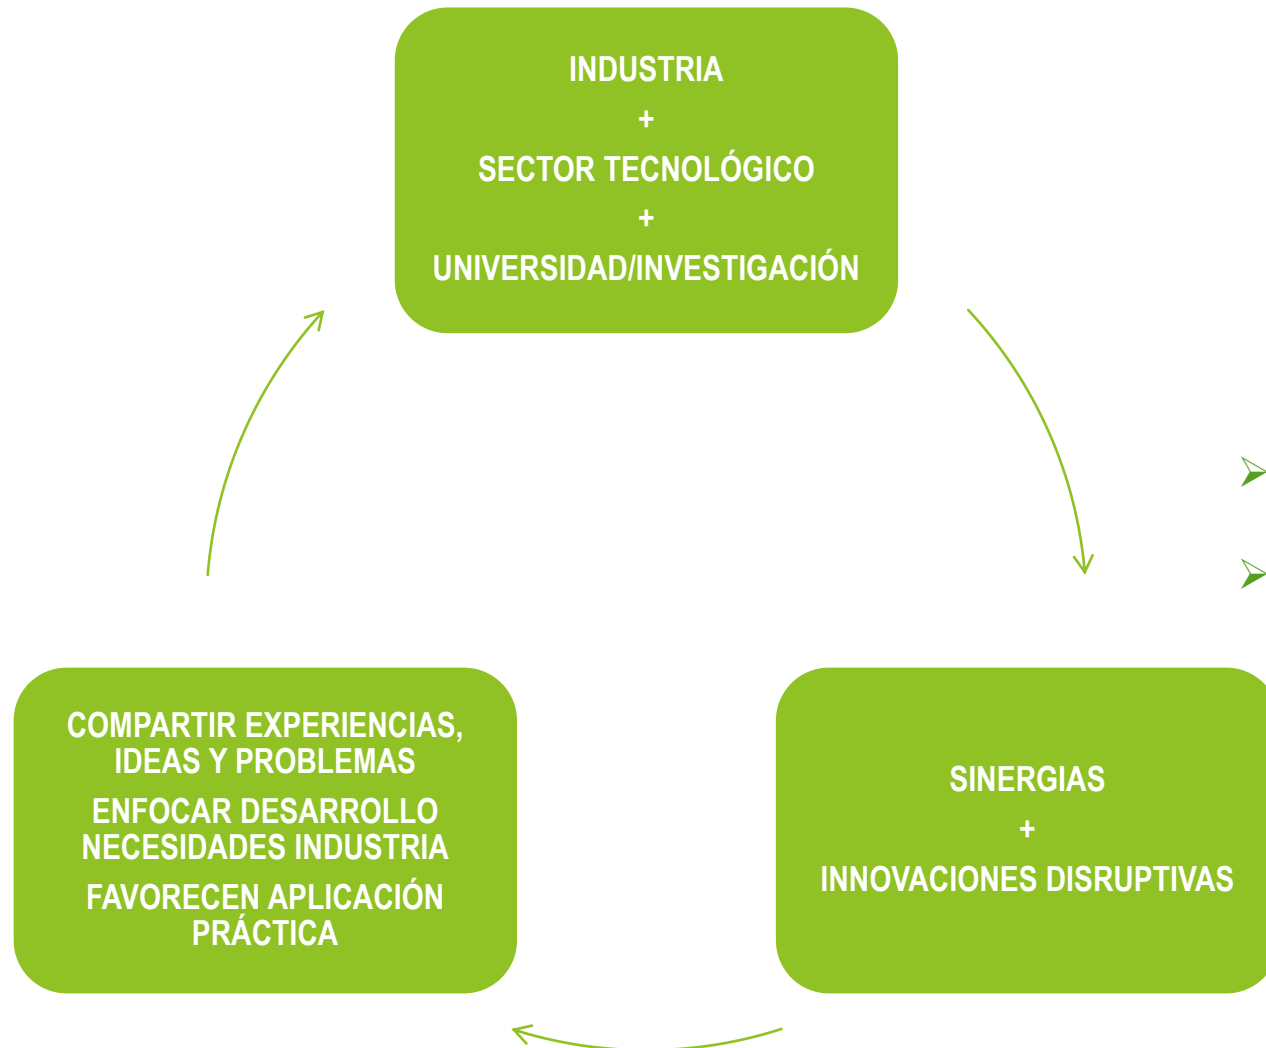 INDUSTRIA
+
SECTOR TECNOLÓGICO
+
UNIVERSIDAD/INVESTIGACIÓN
COMPARTIR EXPERIENCIAS,
IDEAS Y PROBLEMAS
ENFOCAR DESARROLLO
NECESIDADES INDUSTRIA
FAVORECEN APLICACIÓN
PRÁCTICA
SINERGIAS
+
INNOVACIONES DISRUPTIVAS